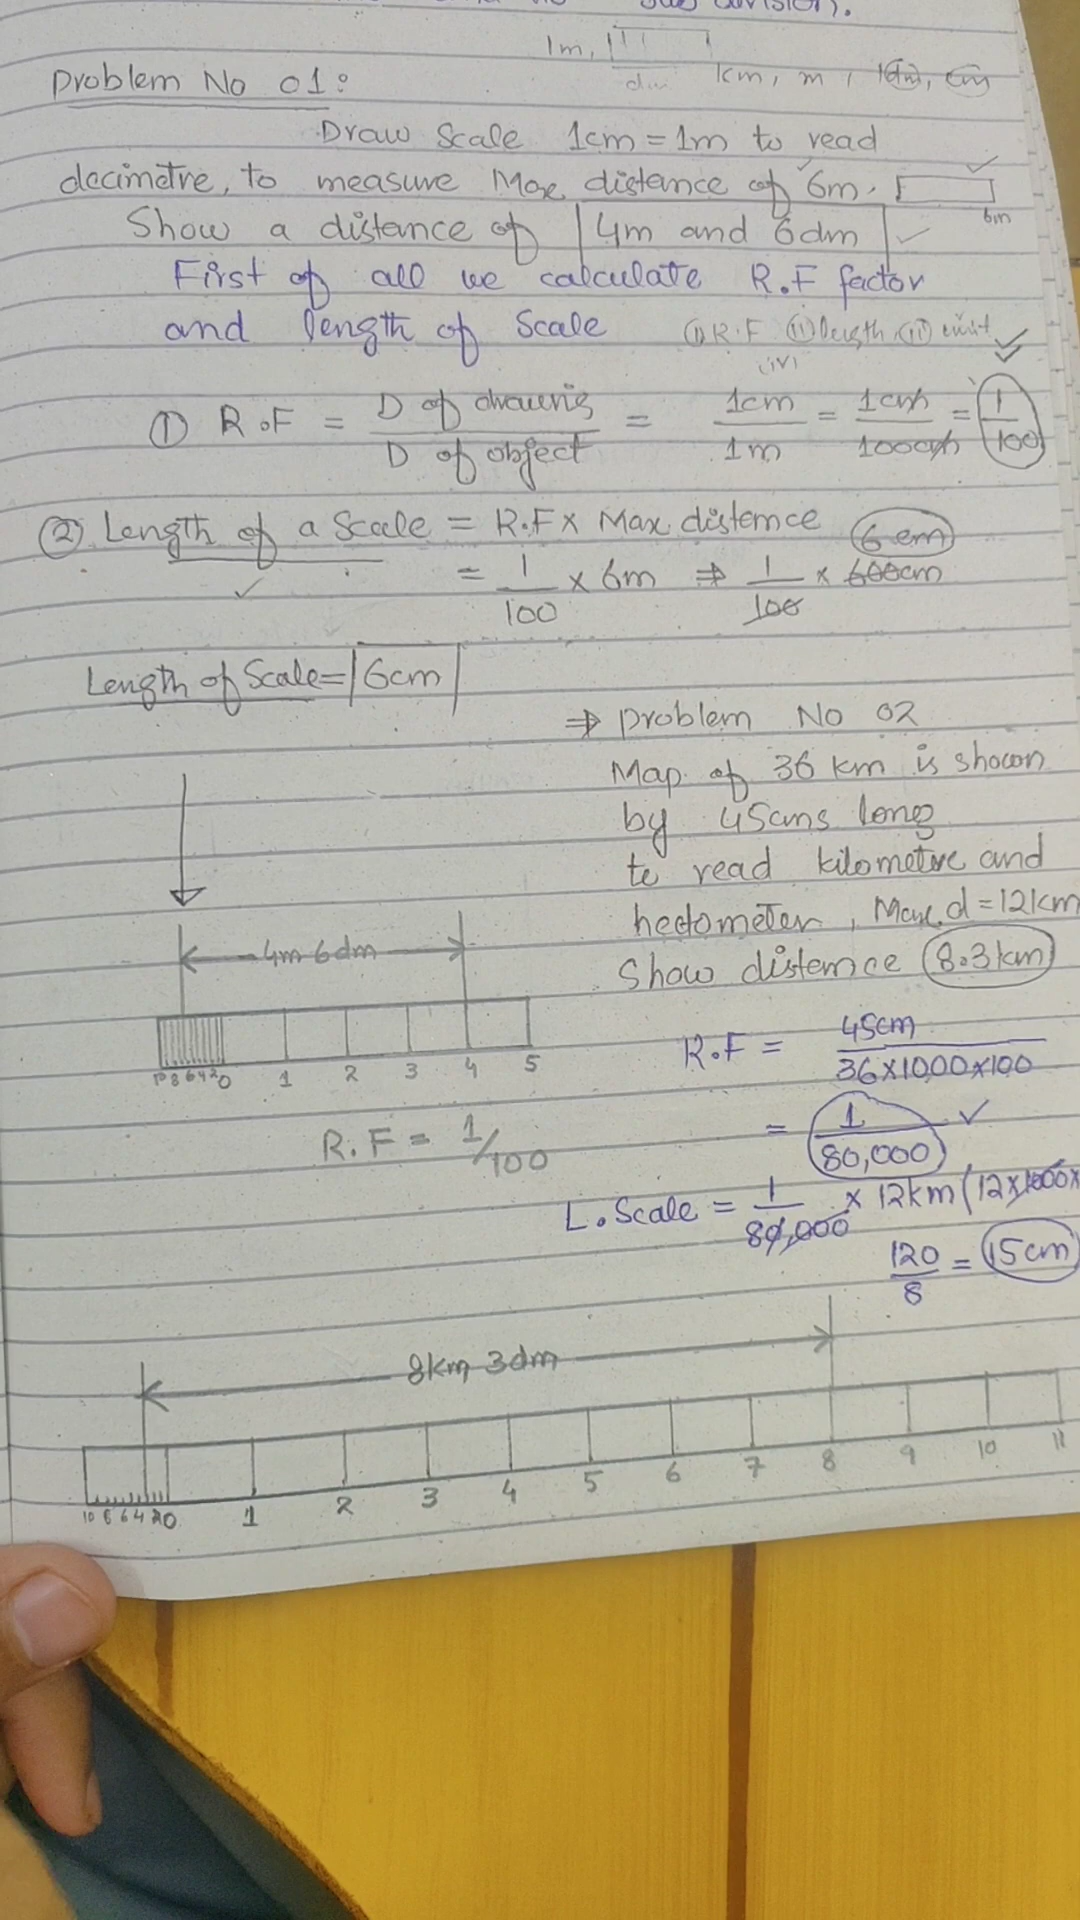 sub division.
1m,
dm
km, m, dm, cm
Problem No 01:
Draw Scale 1cm = 1m to read
decimetre, to measure Max distance of 6m.
6m
Show a distance of 4m and 6dm
First of all we calculate R.F factor
and length of Scale (i) R.F (ii) length (iii) unit
(iv)
① R.F = D of drawing / D of object = 1cm / 1m = 1cm / 100cm = 1 / 100
② Length of a Scale = R.F x Max distance
= 1/100 x 6m ⇒ 1/100 x 600cm 6cm
Length of Scale = 6cm
⇒ Problem No 02
Map of 36 km is shown
by 45cms long
to read kilometre and
hectometer, Max. d = 12km
Show distance 8.3km
4m 6dm
10 8 6 4 2 0 1 2 3 4 5
R.F = 1/100
R.F = 45cm / 36x1000x100
= 1 / 80,000
L. Scale = 1 / 80,000 x 12km (12x1000x
120 / 8 = 15cm
8km 3dm
10 8 6 4 2 0 1 2 3 4 5 6 7 8 9 10 11